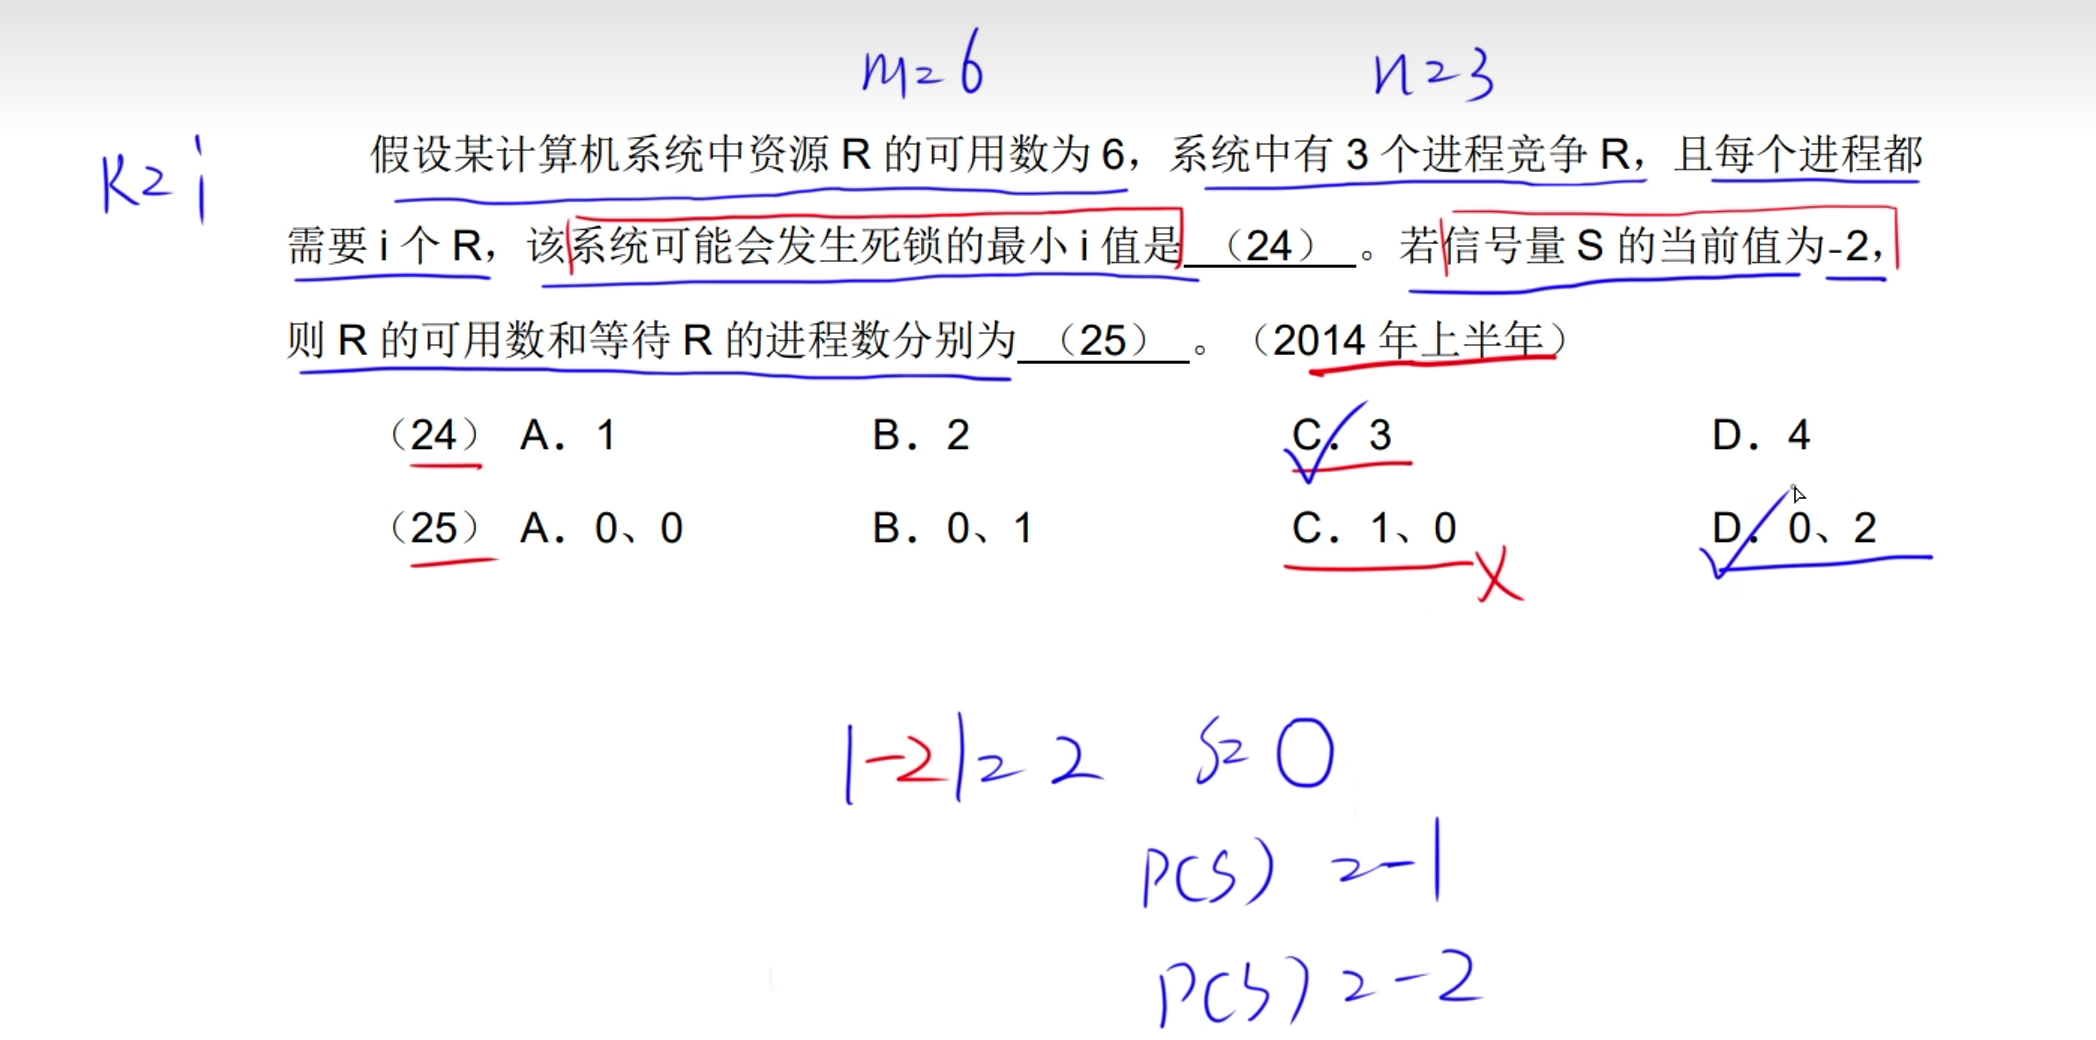 m=6 n=3
K=i
假设某计算机系统中资源 R 的可用数为 6，系统中有 3 个进程竞争 R，且每个进程都
需要 i 个 R，该系统可能会发生死锁的最小 i 值是 （24） 。若信号量 S 的当前值为-2，
则 R 的可用数和等待 R 的进程数分别为 （25） 。（2014 年上半年）
（24） A．1 B．2 C．3 D．4
（25） A．0、0 B．0、1 C．1、0 D．0、2
|-2|=2 S=0
P(S) =-1
P(S)=-2